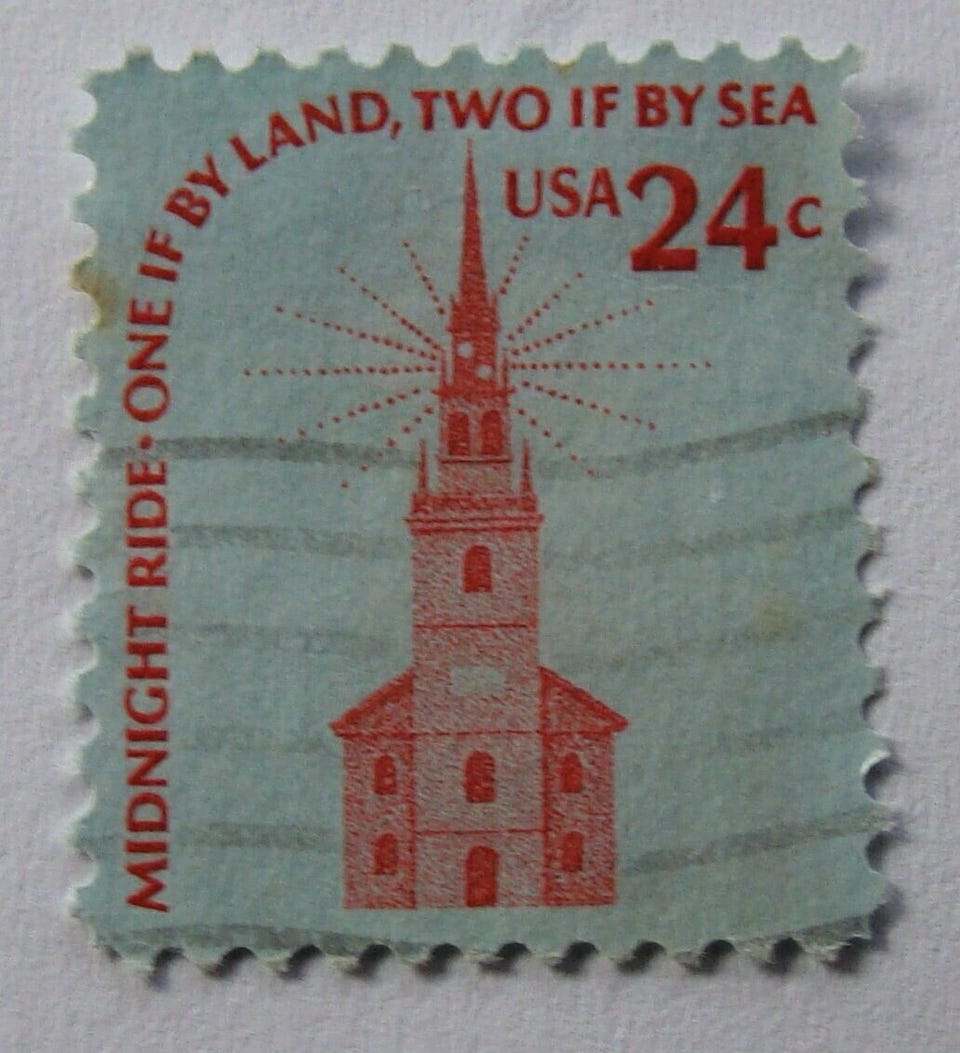 MIDNIGHT RIDE · ONE IF BY LAND, TWO IF BY SEA
USA 24c